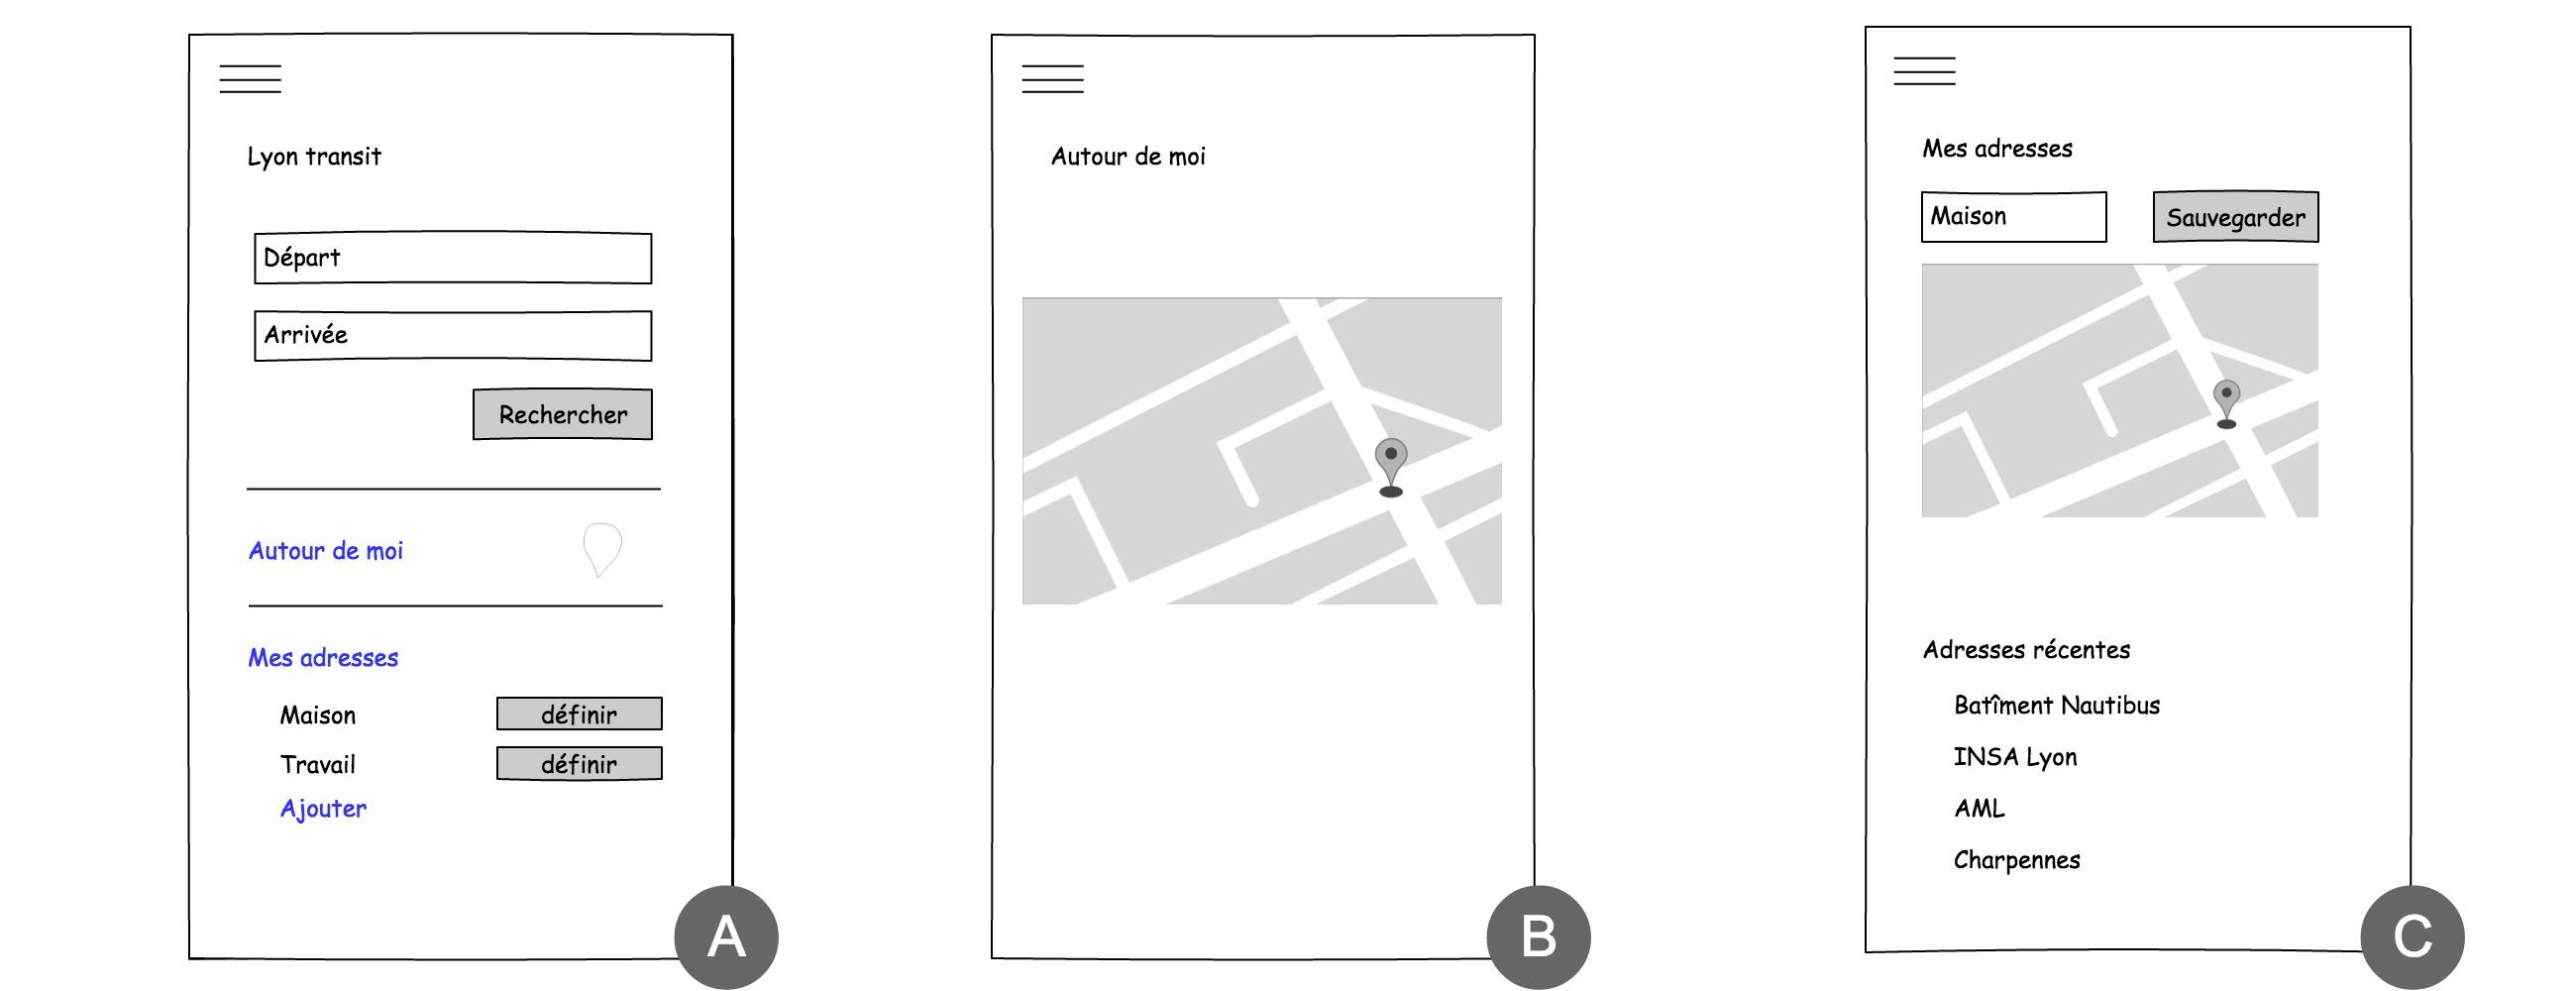 Lyon transit
Départ
Arrivée
Rechercher
Autour de moi
Mes adresses
Maison définir
Travail définir
Ajouter
A
Autour de moi
B
Mes adresses
Maison Sauvegarder
Adresses récentes
Batîment Nautibus
INSA Lyon
AML
Charpennes
C